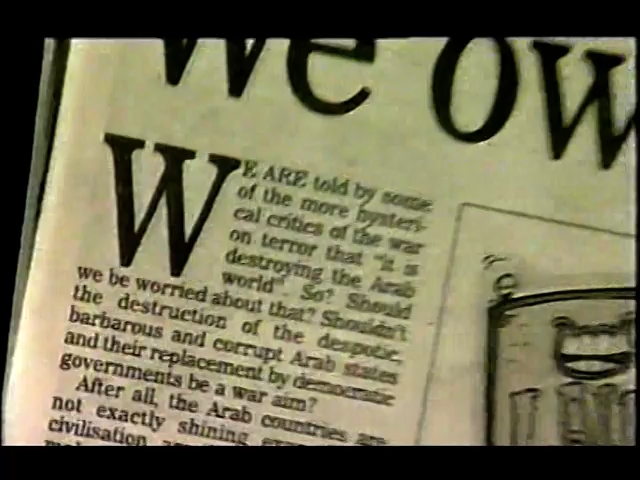 we ow
WE ARE told by some
of the more hysteri-
cal critics of the war
on terror that "it is
destroying the Arab
world". So? Should
we be worried about that? Shouldn't
the destruction of the despotic,
barbarous and corrupt Arab states
and their replacement by democratic
governments be a war aim?
After all, the Arab countries are
not exactly shining
civilisation